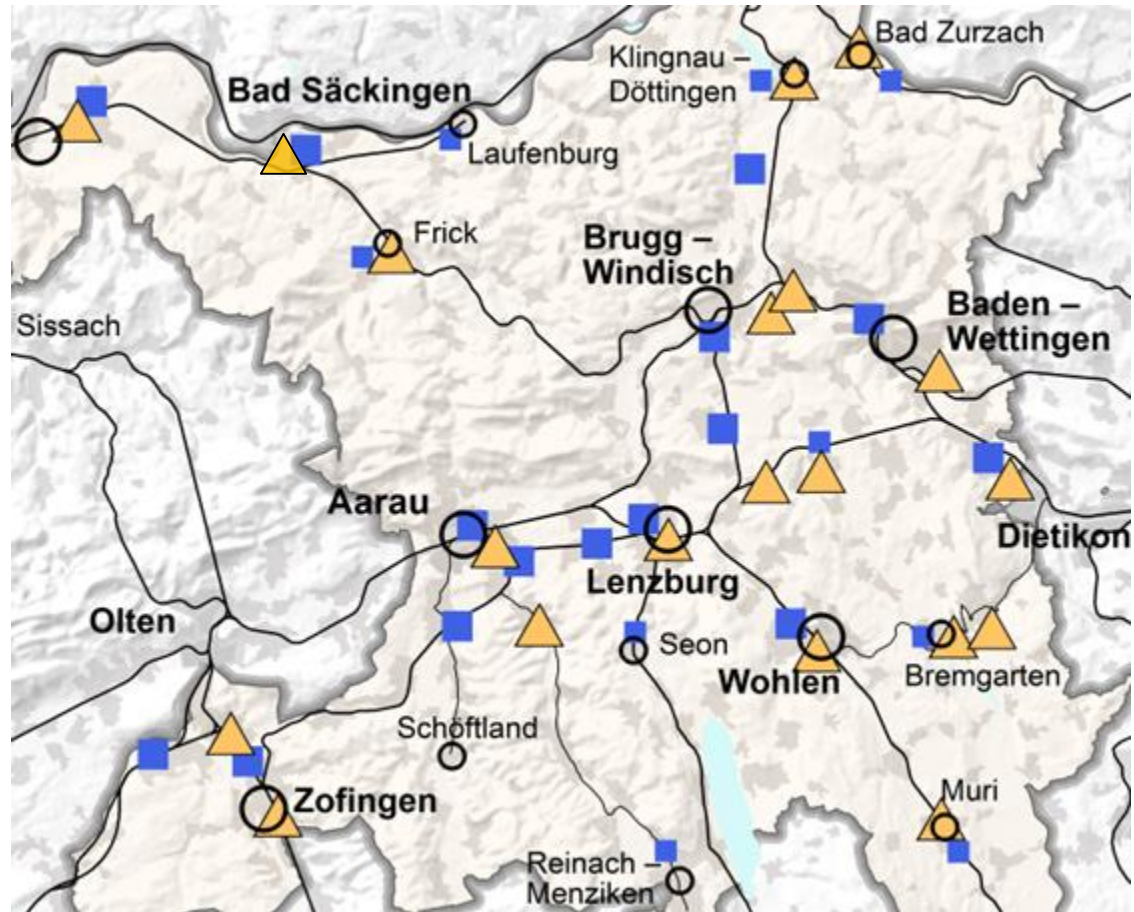 Bad Zurzach
Klingnau –
Döttingen
Bad Säckingen
Laufenburg
Frick
Brugg –
Windisch
Baden –
Wettingen
Sissach
Aarau
Dietikon
Lenzburg
Olten
Seon
Wohlen
Bremgarten
Schöftland
Zofingen
Muri
Reinach –
Menziken